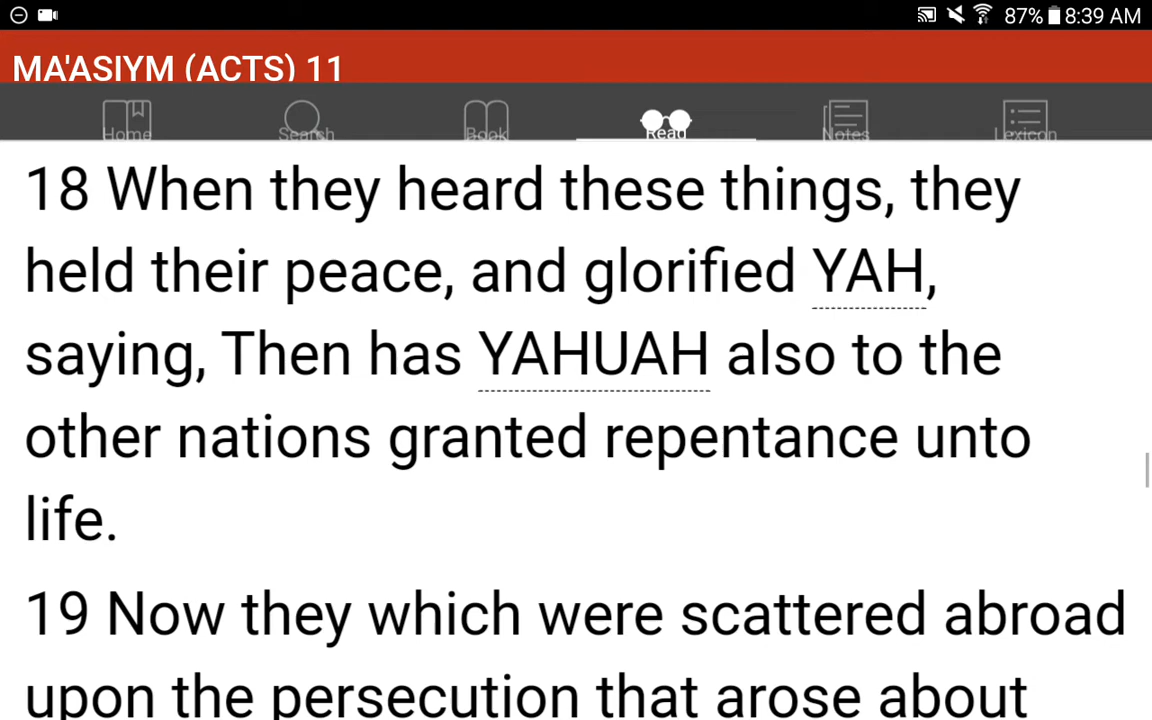 87% 8:39 AM
MA'ASIYM (ACTS) 11
Home Search Book Read Notes Lexicon
18 When they heard these things, they
held their peace, and glorified YAH,
saying, Then has YAHUAH also to the
other nations granted repentance unto
life.
19 Now they which were scattered abroad
upon the persecution that arose about